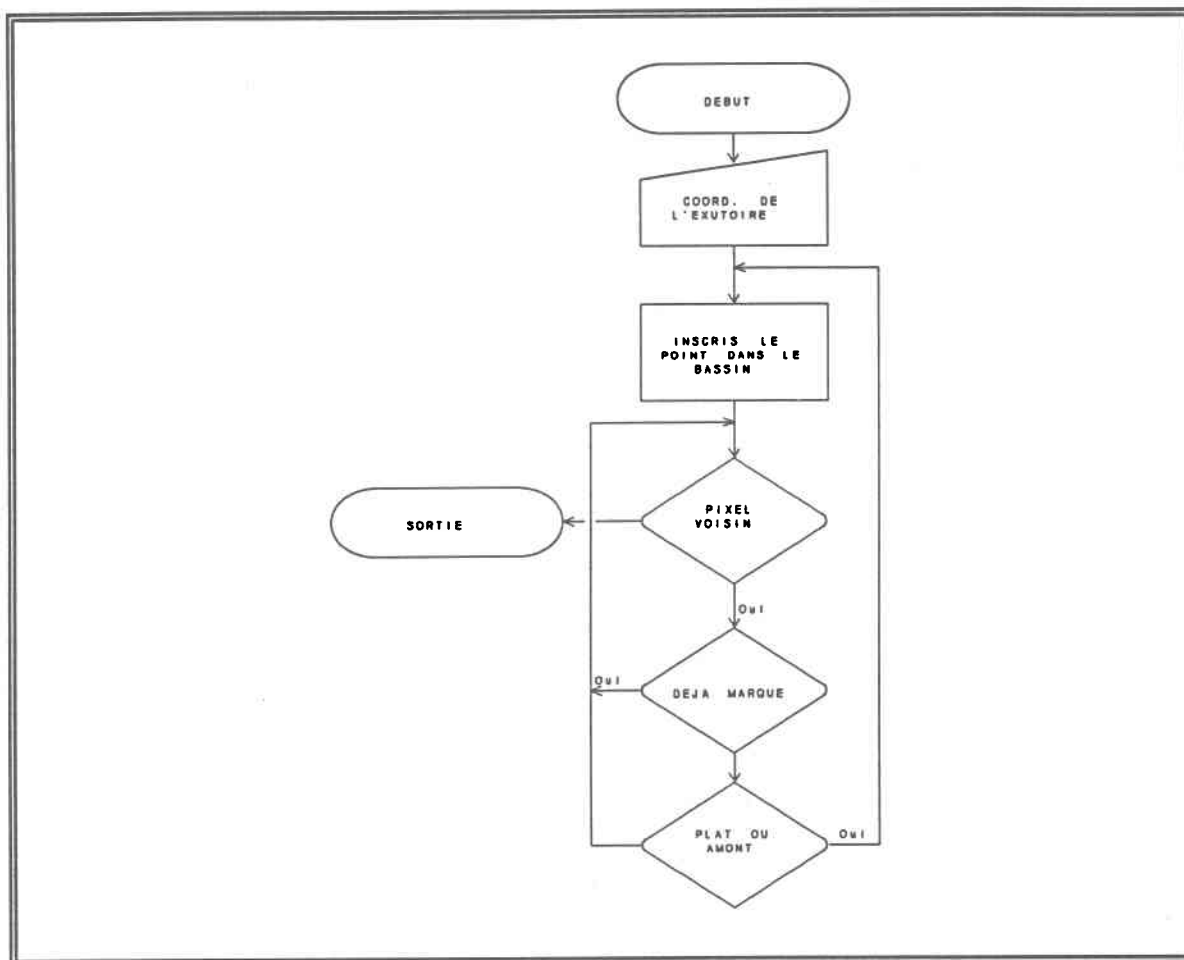 DEBUT
COORD. DE
L'EXUTOIRE
INSCRIS LE
POINT DANS LE
BASSIN
PIXEL
VOISIN
SORTIE
Oui
Oui
DEJA MARQUE
PLAT OU
AMONT
Oui